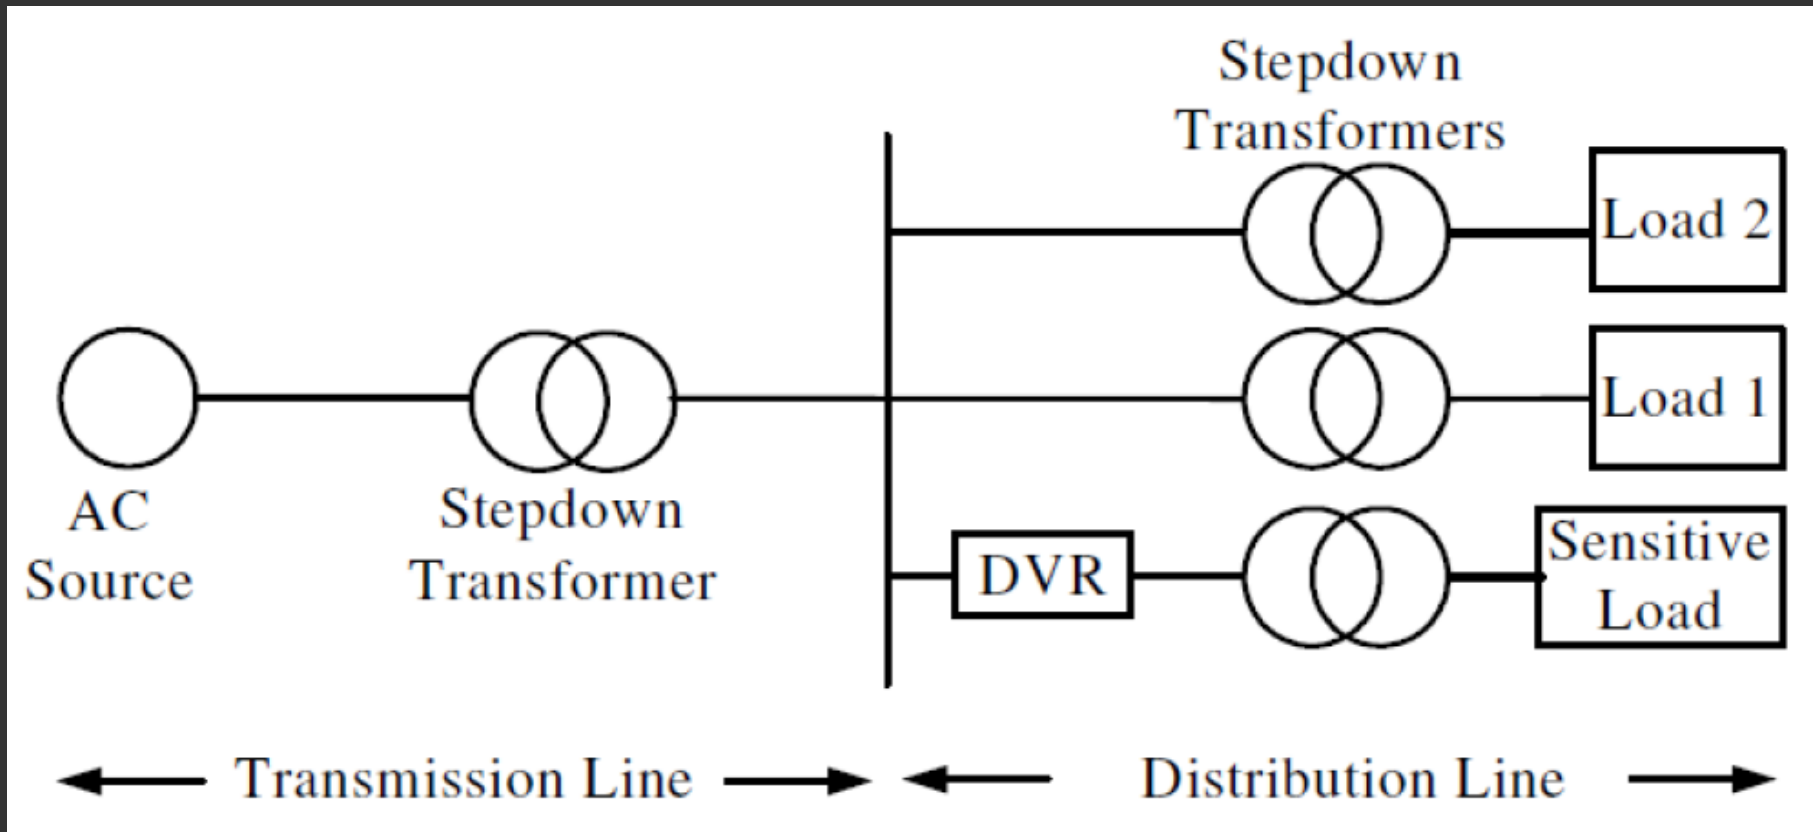 Stepdown
Transformers
Load 2
Load 1
AC
Source
Stepdown
Transformer
DVR
Sensitive
Load
Transmission Line
Distribution Line